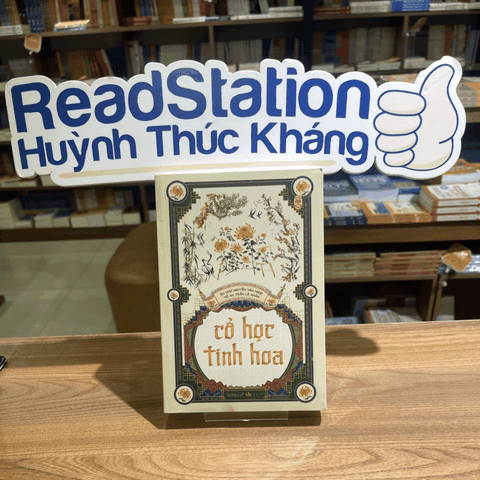 ReadStation
Huỳnh Thúc Kháng
cổ học
tinh hoa